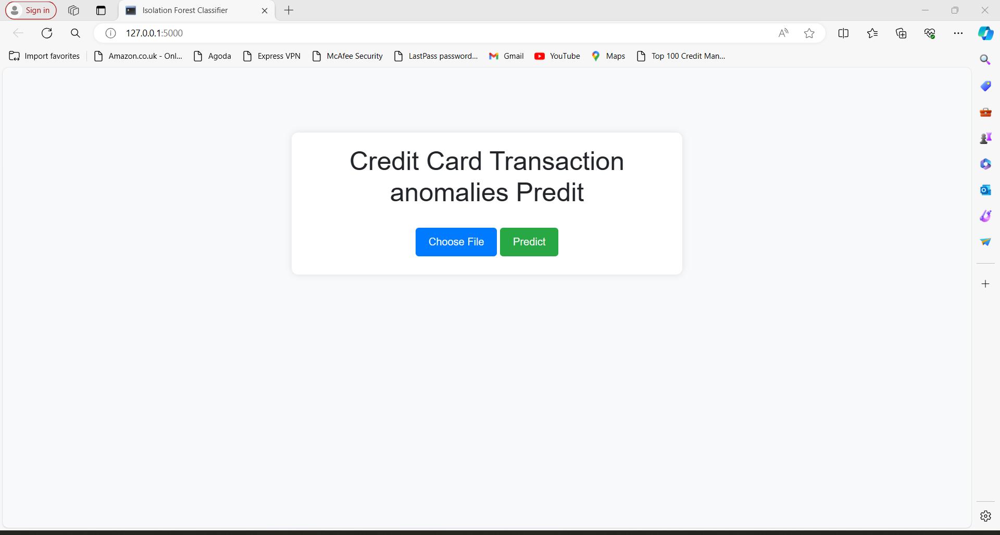 Sign in
Isolation Forest Classifier
127.0.0.1:5000
Import favorites Amazon.co.uk - Onl... Agoda Express VPN McAfee Security LastPass password... Gmail YouTube Maps Top 100 Credit Man...
Credit Card Transaction
anomalies Predit
Choose File Predict